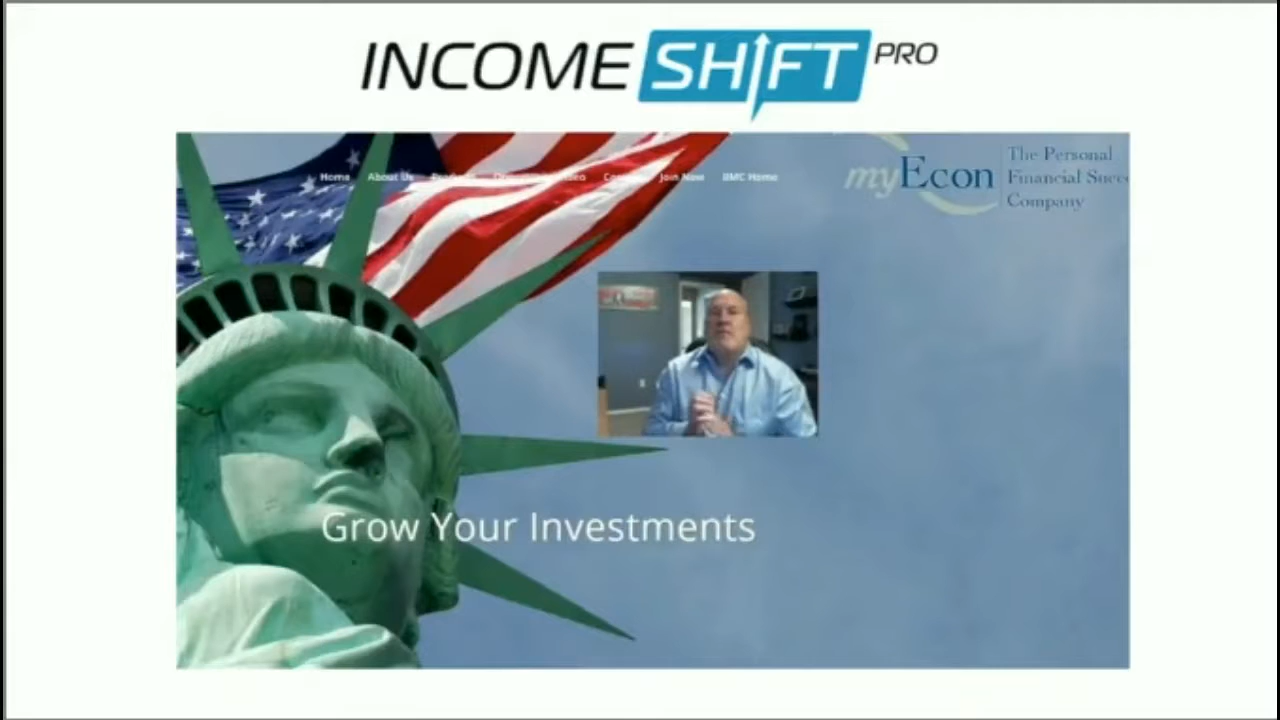 INCOME SHIFT PRO
Home About Us Join Now BMC Home
myEcon
The Personal
Financial Succe
Company
Grow Your Investments